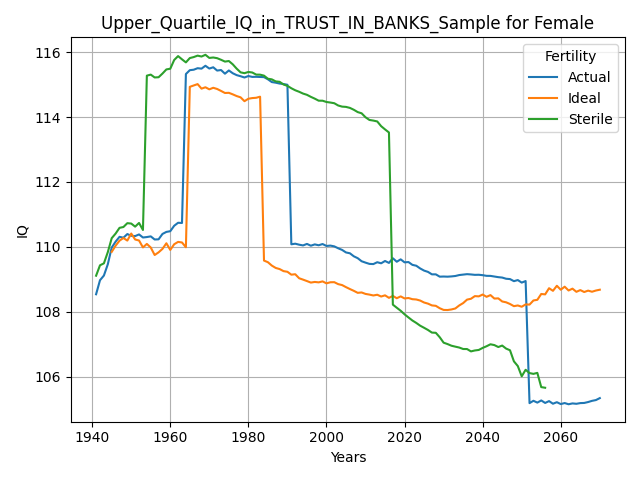 Upper_Quartile_IQ_in_TRUST_IN_BANKS_Sample for Female
116
114
112
110
108
106
IQ
Fertility
Actual
Ideal
Sterile
1940 1960 1980 2000 2020 2040 2060
Years